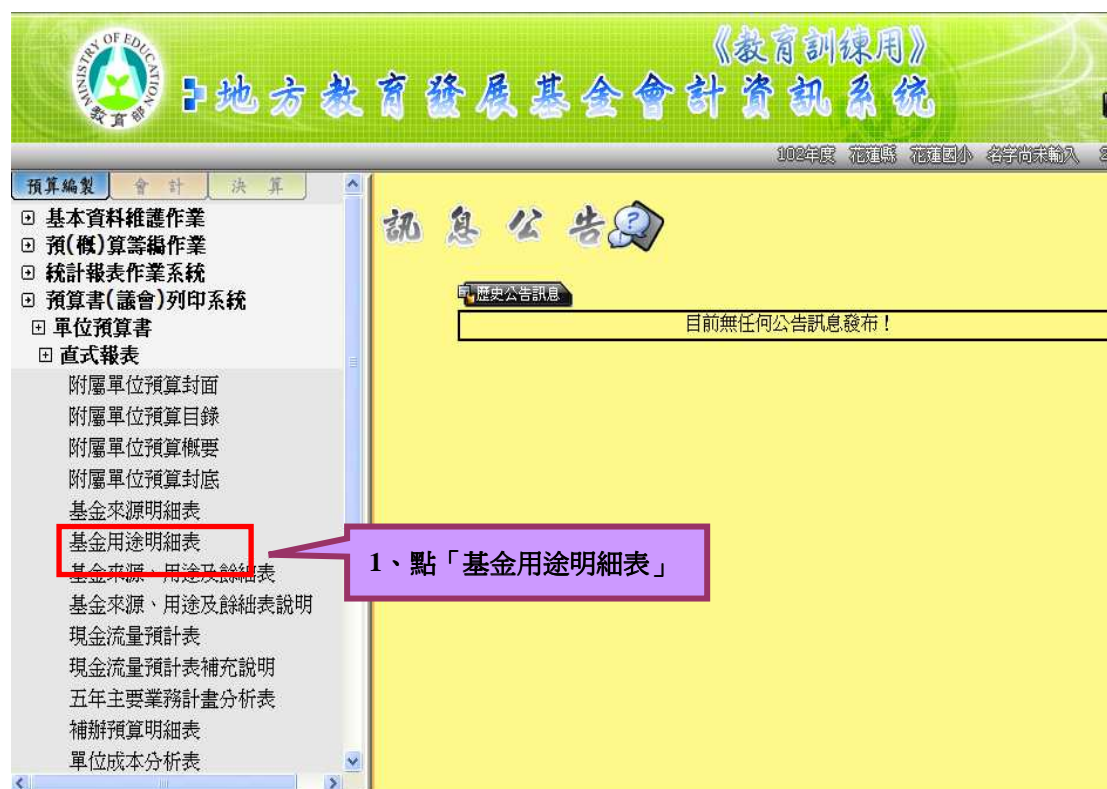 MINISTRY OF EDUCATION
教育部
《教育訓練用》
地方教育發展基金會計資訊系統
102年度 花蓮縣 花蓮國小 名字尚未輸入 2
預算編製 會計 決算
基本資料維護作業
預(概)算籌編作業
統計報表作業系統
預算書(議會)列印系統
單位預算書
直式報表
附屬單位預算封面
附屬單位預算目錄
附屬單位預算概要
附屬單位預算封底
基金來源明細表
基金用途明細表
基金來源、用途及餘絀表
基金來源、用途及餘絀表說明
現金流量預計表
現金流量預計表補充說明
五年主要業務計畫分析表
補辦預算明細表
單位成本分析表
訊息公告
歷史公告訊息
目前無任何公告訊息發布！
1、點「基金用途明細表」